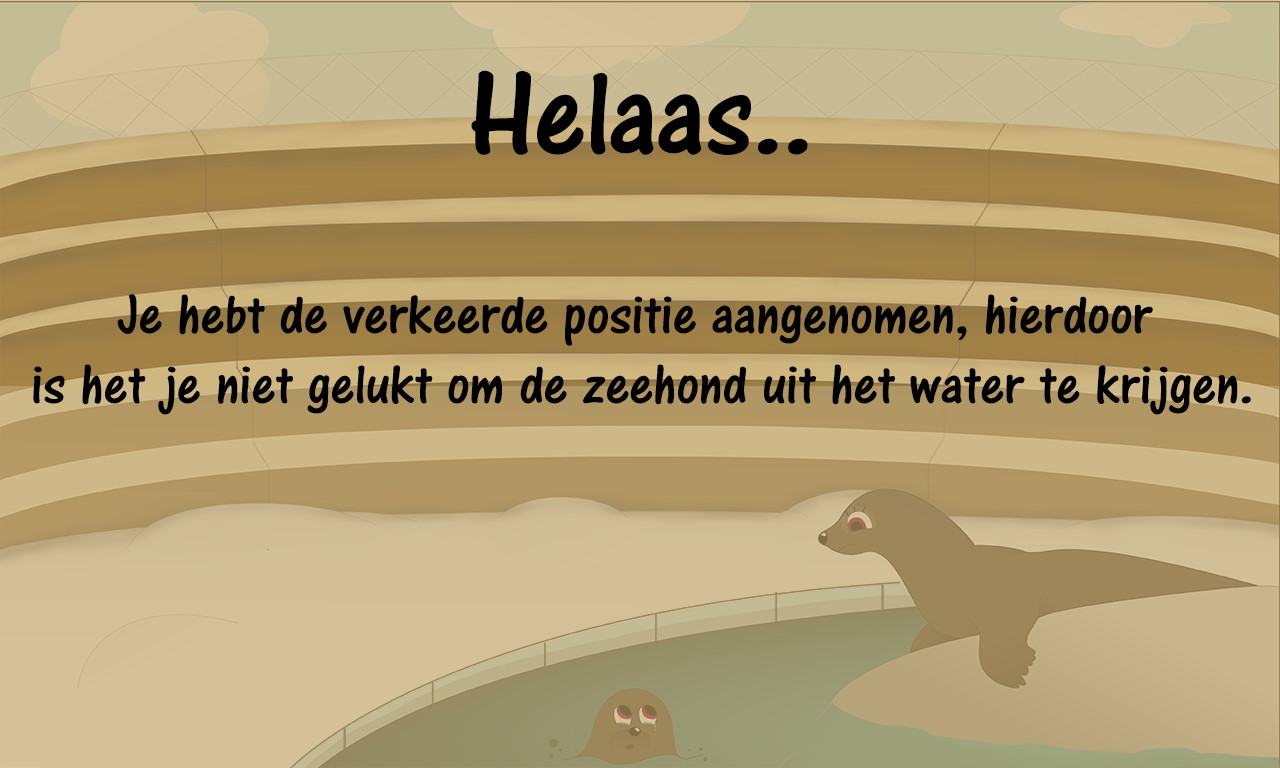 Helaas..
Je hebt de verkeerde positie aangenomen, hierdoor
is het je niet gelukt om de zeehond uit het water te krijgen.